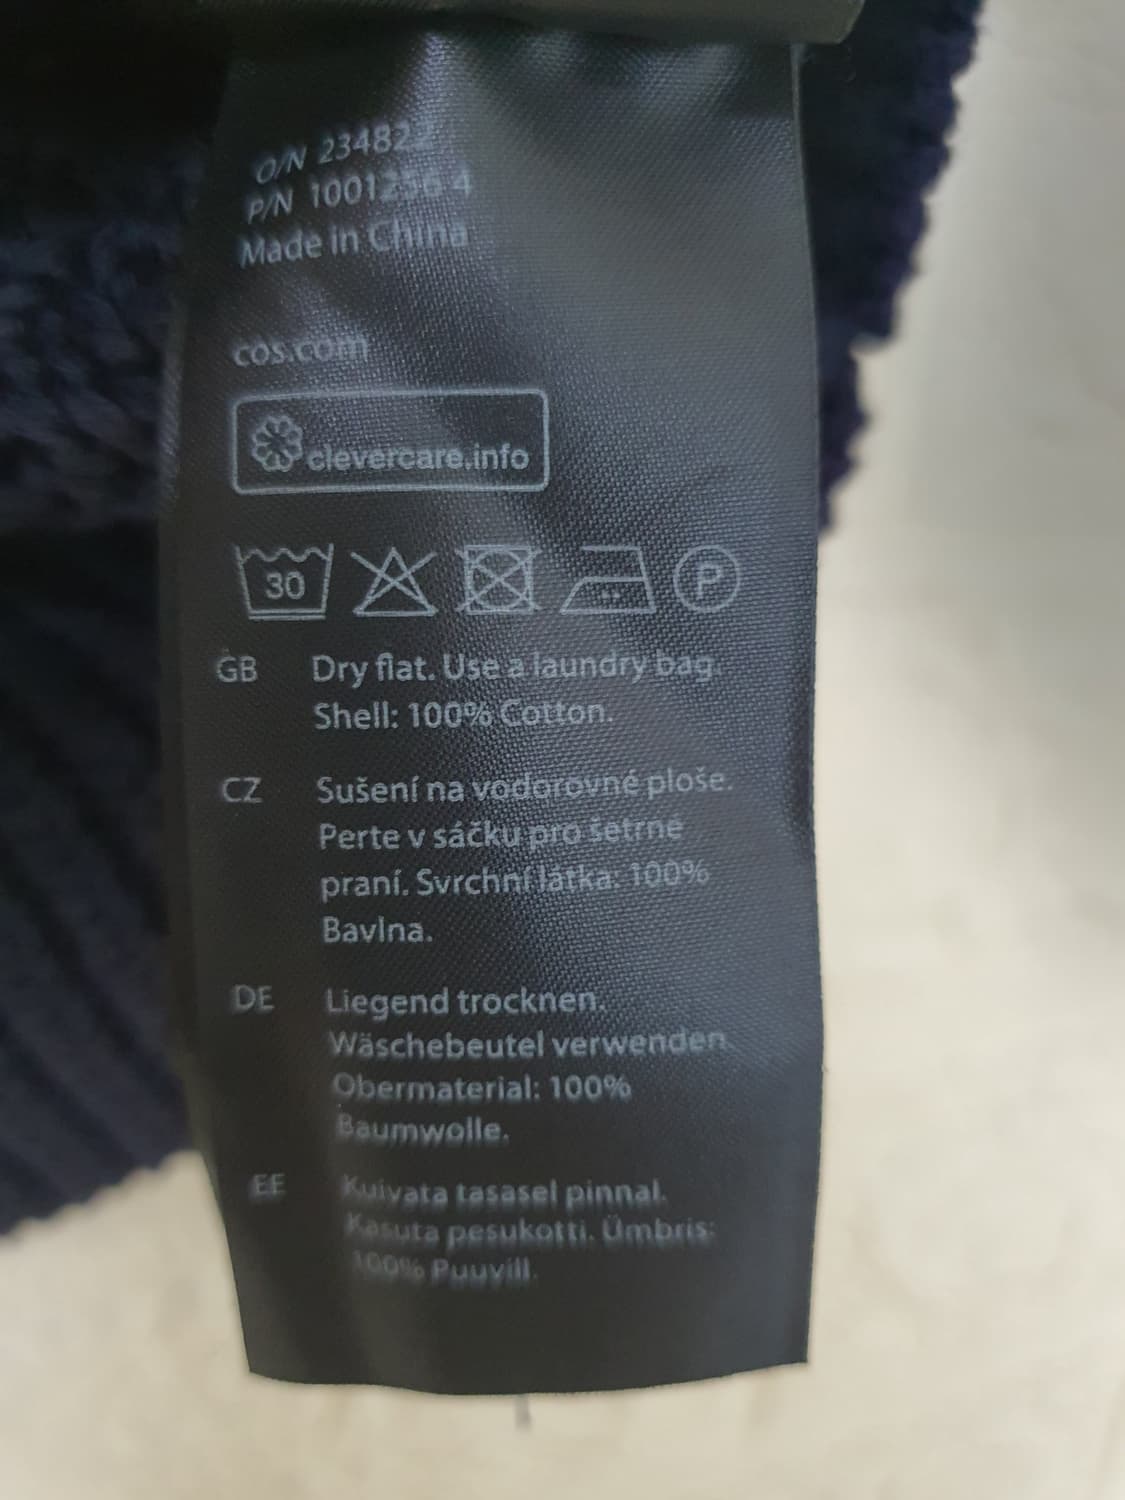 O/N 234822
P/N
Made in China
cos.com
clevercare.info
30
P
GB Dry flat. Use a laundry bag.
Shell: 100% Cotton.
CZ Sušení na vodorovné ploše.
Perte v sáčku pro šetrné
praní. Svrchní látka: 100%
Bavlna.
DE Liegend trocknen.
Wäschebeutel verwenden.
Obermaterial: 100%
Baumwolle.
EE Kuivata tasasel pinnal.
Kasuta pesukotti. Ümbris:
100% Puuvill.